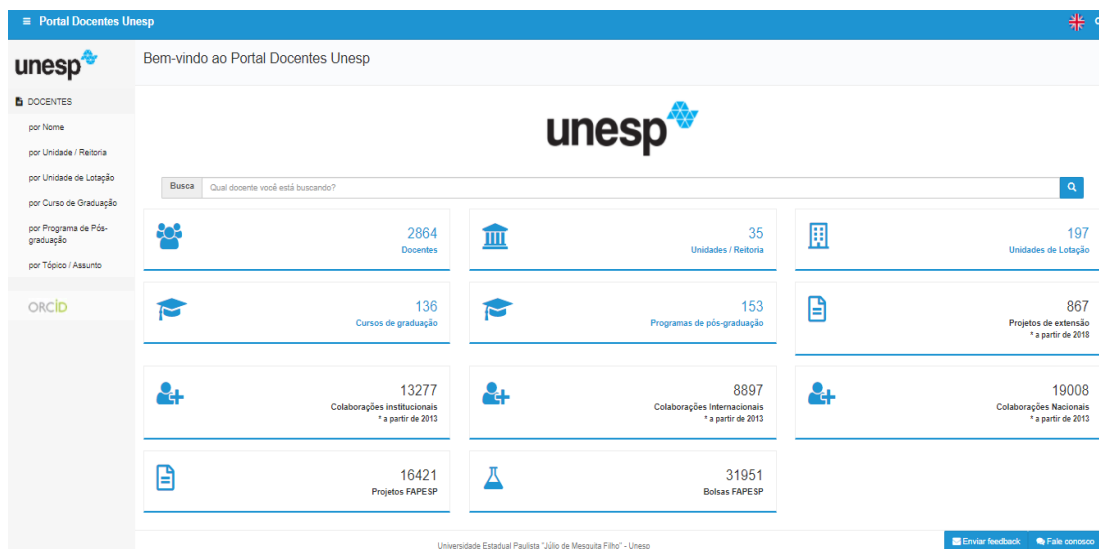 Portal Docentes Unesp
unesp
Bem-vindo ao Portal Docentes Unesp
DOCENTES
por Nome
por Unidade / Reitoria
por Unidade de Lotação
por Curso de Graduação
por Programa de Pós-
graduação
por Tópico / Assunto
ORCID
unesp
Busca Qual docente você está buscando?
2864
Docentes
35
Unidades / Reitoria
197
Unidades de Lotação
136
Cursos de graduação
153
Programas de pós-graduação
867
Projetos de extensão
* a partir de 2018
13277
Colaborações institucionais
* a partir de 2013
8897
Colaborações Internacionais
* a partir de 2013
19008
Colaborações Nacionais
* a partir de 2013
16421
Projetos FAPESP
31951
Bolsas FAPESP
Universidade Estadual Paulista "Júlio de Mesquita Filho" - Unesp
Enviar feedback
Fale conosco